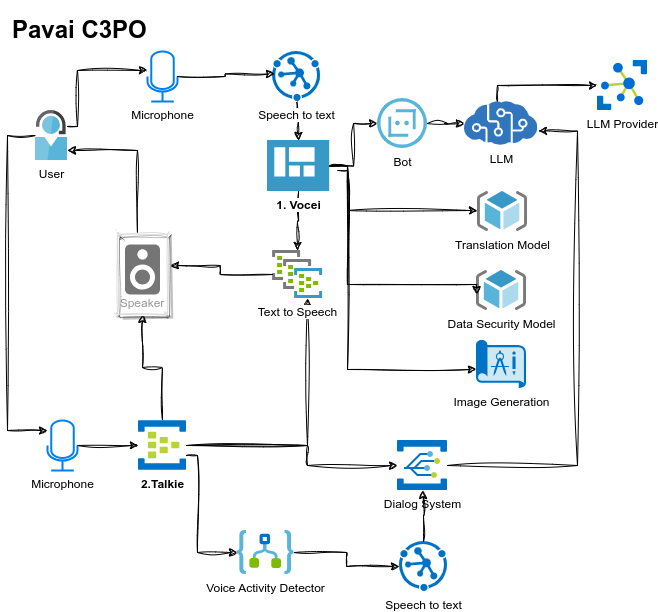 Pavai C3PO
Microphone
Speech to text
LLM Provider
User
Bot
LLM
1. Vocei
Translation Model
Speaker
Text to Speech
Data Security Model
Image Generation
Microphone
2.Talkie
Dialog System
Voice Activity Detector
Speech to text